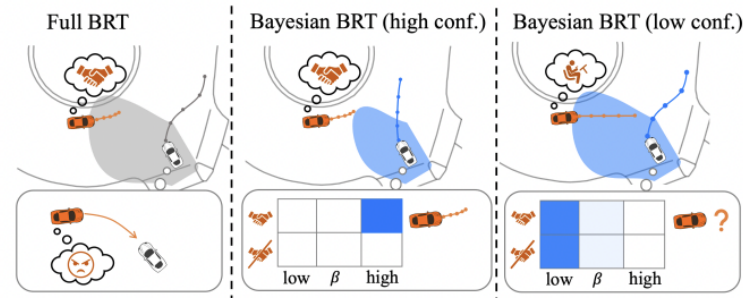 Full BRT
Bayesian BRT (high conf.)
Bayesian BRT (low conf.)
?
low β high
low β high